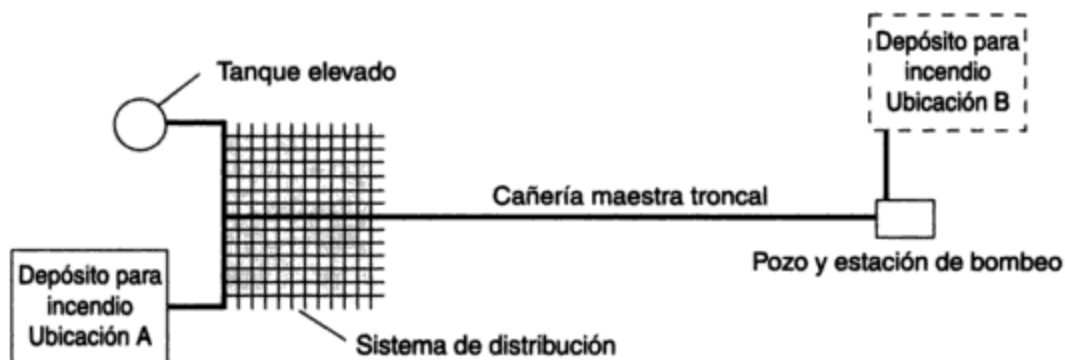 Depósito para
incendio
Ubicación B
Tanque elevado
Cañería maestra troncal
Pozo y estación de bombeo
Depósito para
incendio
Ubicación A
Sistema de distribución